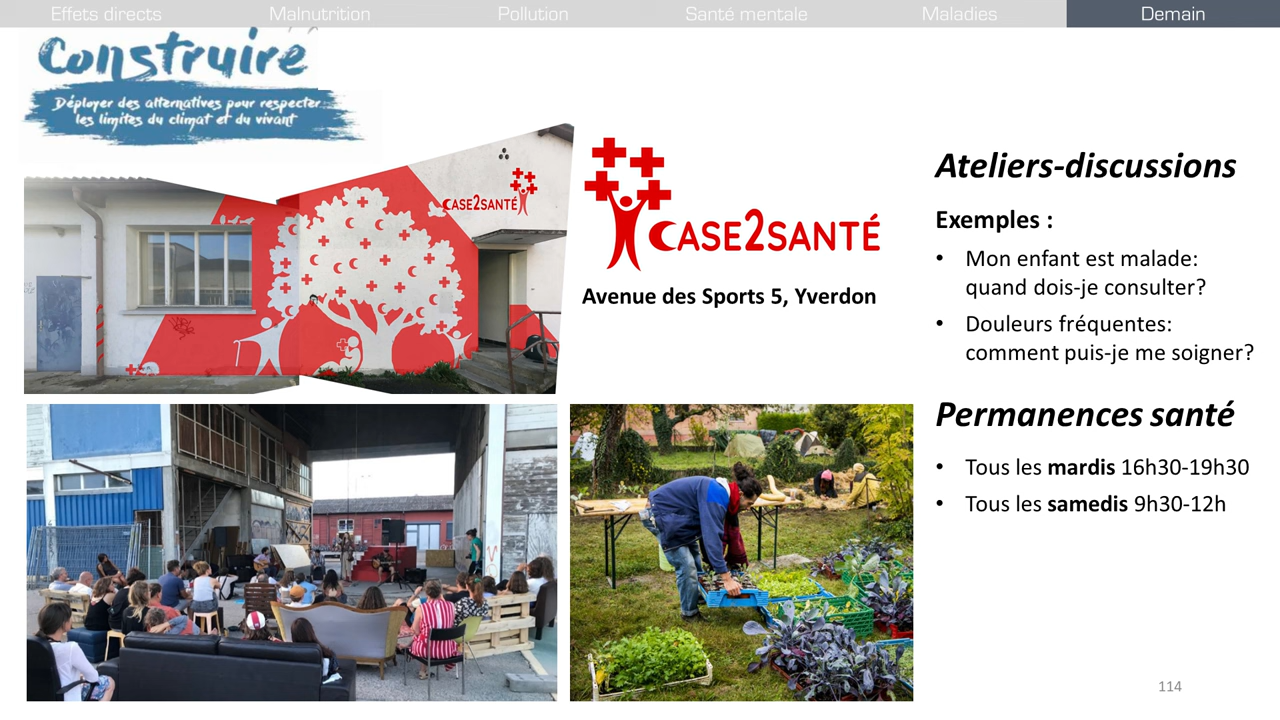 Effets directs
Malnutrition
Pollution
Santé mentale
Maladies
Demain
Construire
Déployer des alternatives pour respecter
les limites du climat et du vivant
CASE2SANTÉ
CASE2SANTÉ
Avenue des Sports 5, Yverdon
Ateliers-discussions
Exemples :
• Mon enfant est malade:
quand dois-je consulter?
• Douleurs fréquentes:
comment puis-je me soigner?
Permanences santé
• Tous les mardis 16h30-19h30
• Tous les samedis 9h30-12h
114